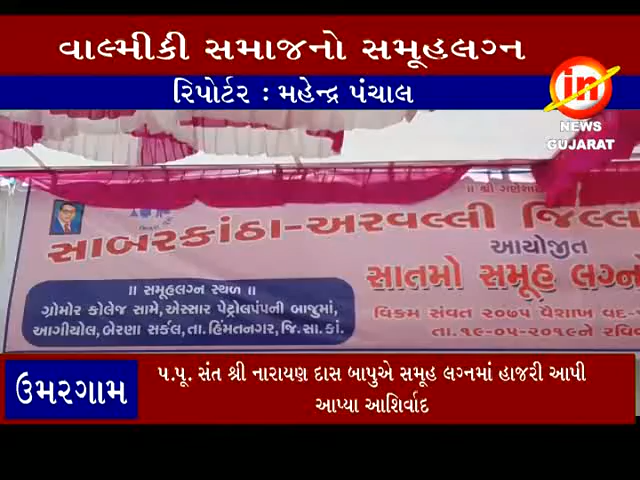 વાલ્મીકી સમાજનો સમૂહલગ્ન
રિપોર્ટર : મહેન્દ્ર પંચાલ
in
NEWS
GUJARAT
॥ શ્રી ગણેશાય
સાબરકાંઠા-અરવલ્લી જિલ્લા
આયોજીત
સાતમો સમૂહ લગ્નો
વિક્રમ સંવત ૨૦૭૫ વૈશાખ વદ-
તા.૧૯-૦૫-૨૦૧૯ને રવિ
॥ સમૂહલગ્ન સ્થળ ॥
ગ્રોમોર કોલેજ સામે, એસ્સાર પેટ્રોલપંપની બાજુમાં,
આગીયોલ, બેરણા સર્કલ, તા. હિંમતનગર, જિ. સા. કાં.
ઉમરગામ
પ.પૂ. સંત શ્રી નારાયણ દાસ બાપુએ સમૂહ લગ્નમાં હાજરી આપી
આપ્યા આશિર્વાદ